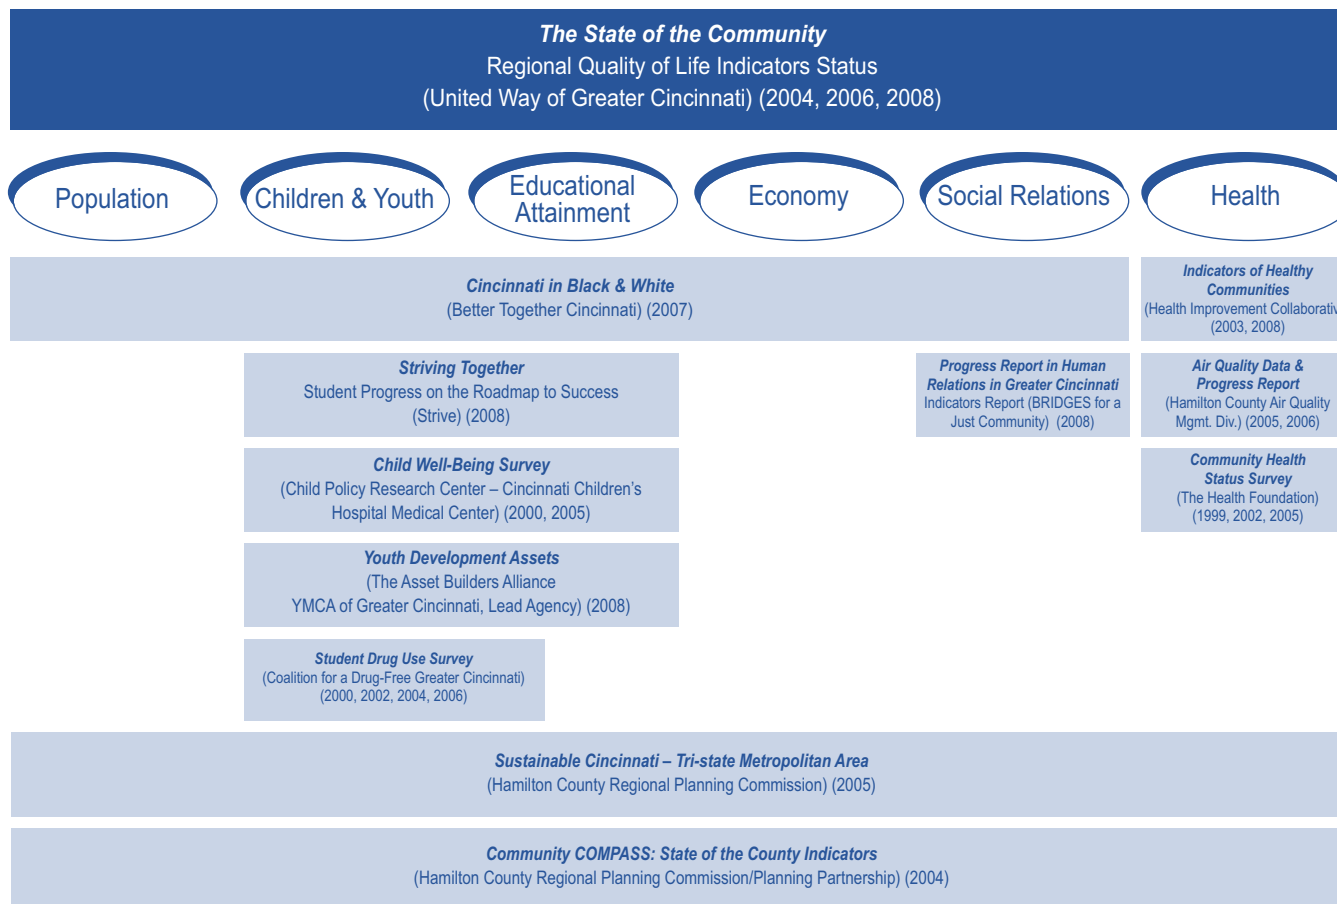 The State of the Community
Regional Quality of Life Indicators Status
(United Way of Greater Cincinnati) (2004, 2006, 2008)
Population
Children & Youth
Educational
Attainment
Economy
Social Relations
Health
Cincinnati in Black & White
(Better Together Cincinnati) (2007)
Indicators of Healthy
Communities
(Health Improvement Collaborativ
(2003, 2008)
Striving Together
Student Progress on the Roadmap to Success
(Strive) (2008)
Progress Report in Human
Relations in Greater Cincinnati
Indicators Report (BRIDGES for a
Just Community) (2008)
Air Quality Data &
Progress Report
(Hamilton County Air Quality
Mgmt. Div.) (2005, 2006)
Child Well-Being Survey
(Child Policy Research Center – Cincinnati Children’s
Hospital Medical Center) (2000, 2005)
Community Health
Status Survey
(The Health Foundation)
(1999, 2002, 2005)
Youth Development Assets
(The Asset Builders Alliance
YMCA of Greater Cincinnati, Lead Agency) (2008)
Student Drug Use Survey
(Coalition for a Drug-Free Greater Cincinnati)
(2000, 2002, 2004, 2006)
Sustainable Cincinnati – Tri-state Metropolitan Area
(Hamilton County Regional Planning Commission) (2005)
Community COMPASS: State of the County Indicators
(Hamilton County Regional Planning Commission/Planning Partnership) (2004)